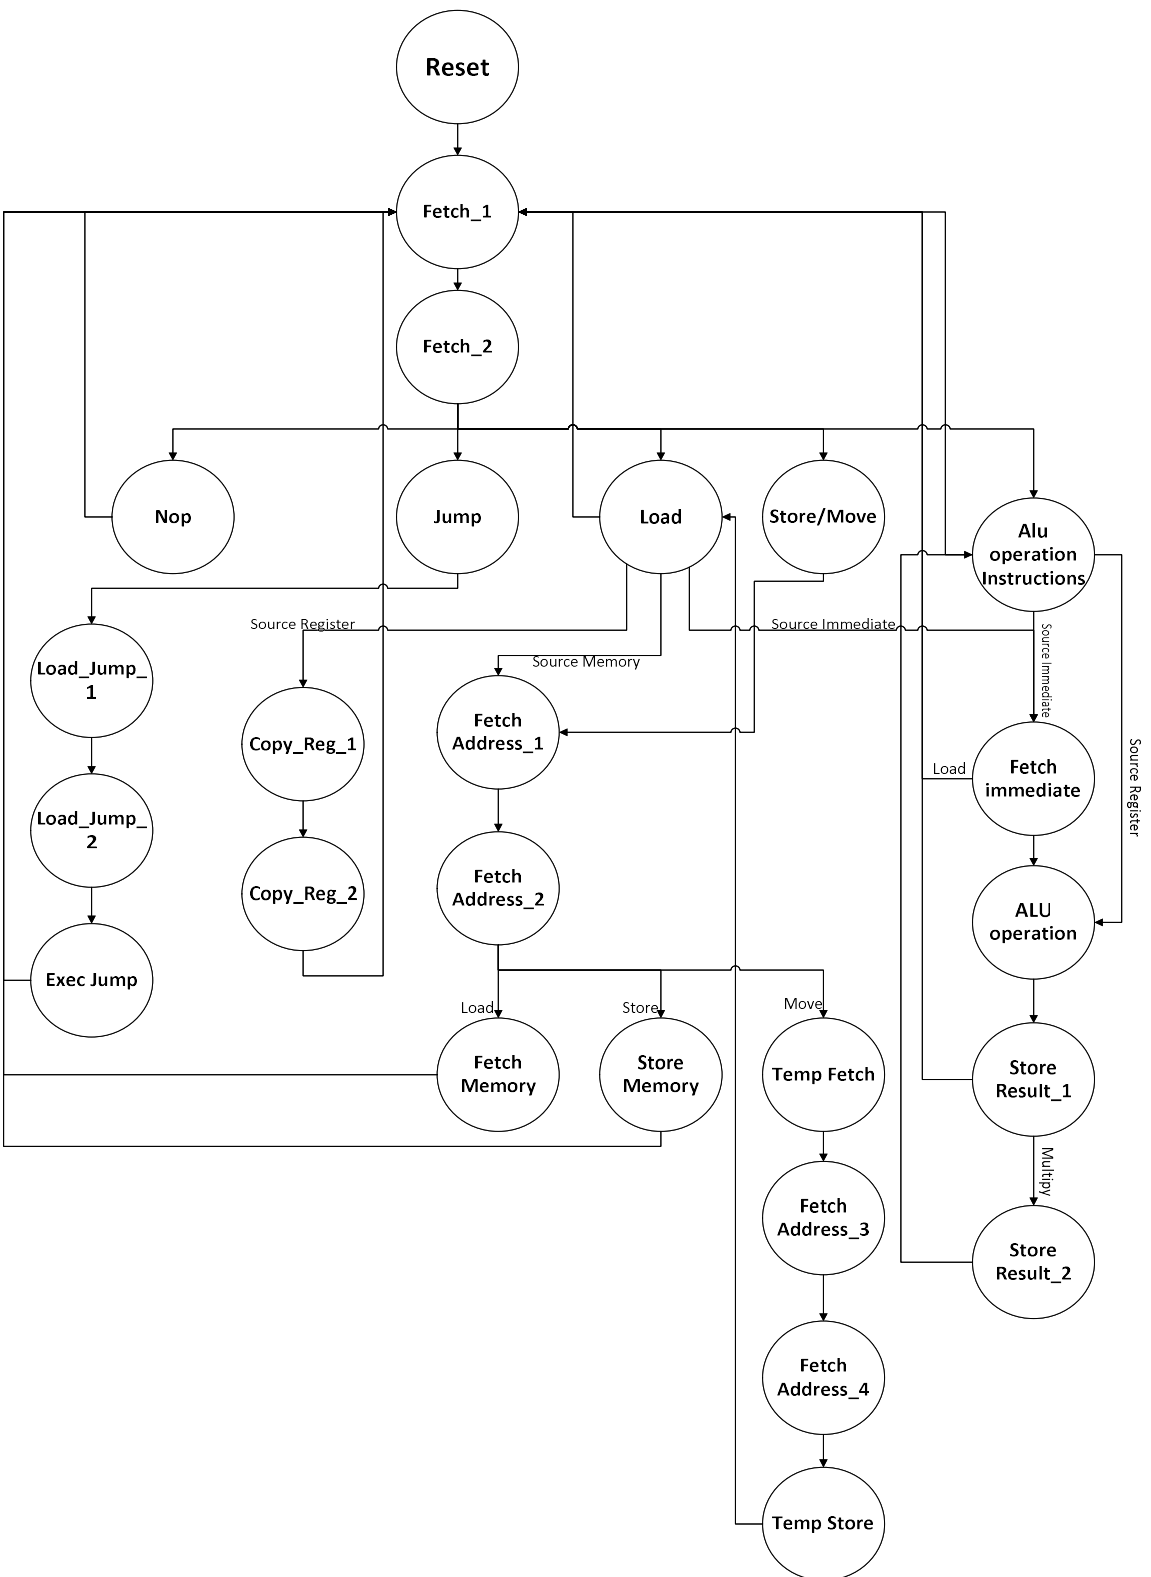 Reset
Fetch_1
Fetch_2
Nop
Jump
Load
Store/Move
Alu
operation
Instructions
Source Register
Source Immediate
Source Memory
Source Immediate
Load_Jump_
1
Fetch
Address_1
Copy_Reg_1
Load
Fetch
immediate
Source Register
Load_Jump_
2
Copy_Reg_2
Fetch
Address_2
ALU
operation
Exec Jump
Load
Store
Move
Fetch
Memory
Store
Memory
Temp Fetch
Store
Result_1
Multipy
Fetch
Address_3
Store
Result_2
Fetch
Address_4
Temp Store